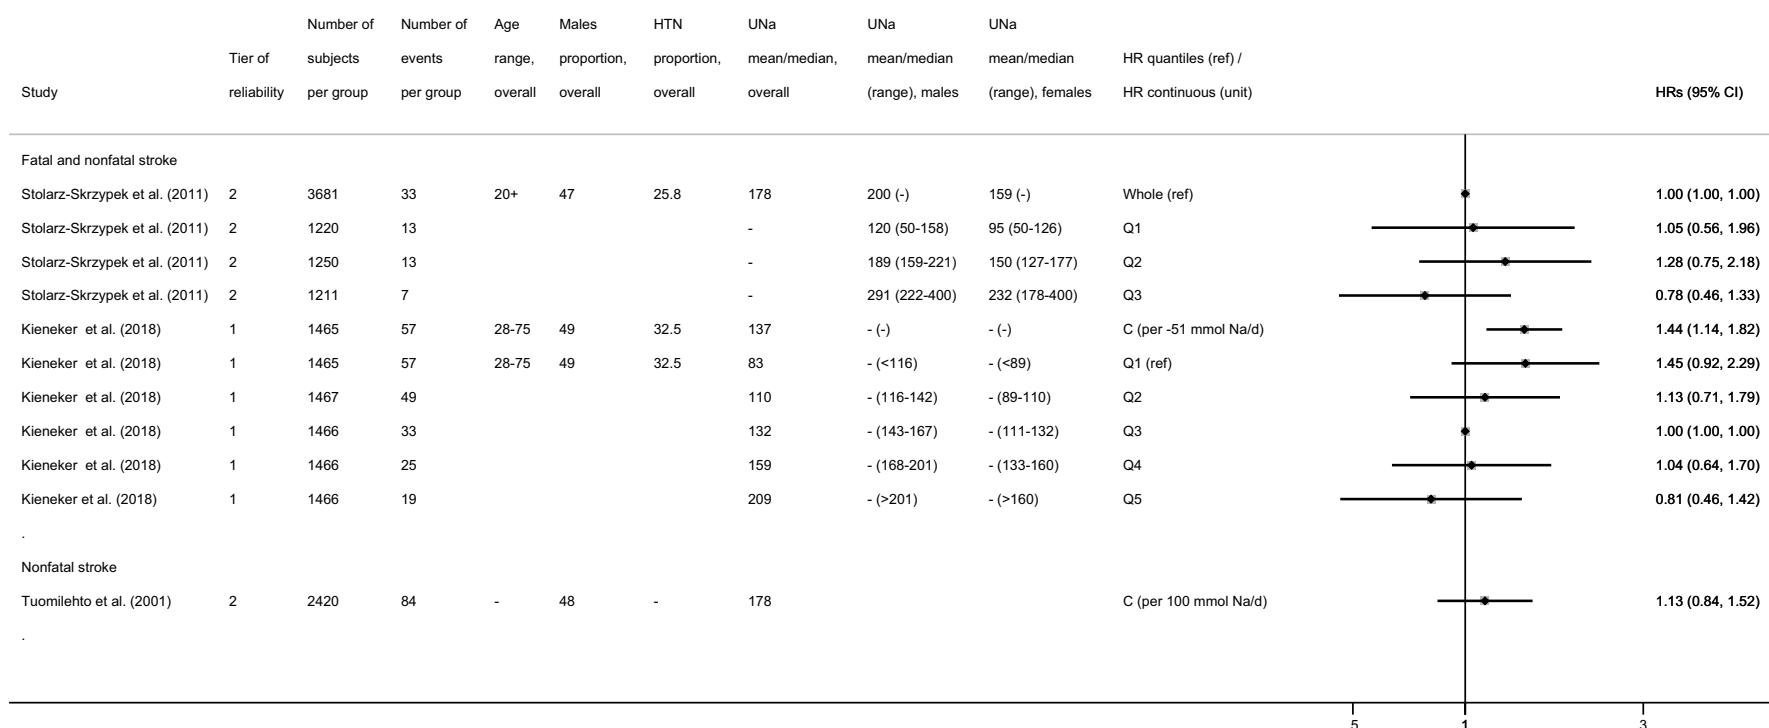 Number of Number of Age Males HTN UNa UNa UNa
Tier of subjects events range, proportion, proportion, mean/median, mean/median mean/median HR quantiles (ref) /
Study reliability per group per group overall overall overall overall (range), males (range), females HR continuous (unit) HRs (95% CI)
Fatal and nonfatal stroke
Stolarz-Skrzypek et al. (2011) 2 3681 33 20+ 47 25.8 178 200 (-) 159 (-) Whole (ref) 1.00 (1.00, 1.00)
Stolarz-Skrzypek et al. (2011) 2 1220 13 - 120 (50-158) 95 (50-126) Q1 1.05 (0.56, 1.96)
Stolarz-Skrzypek et al. (2011) 2 1250 13 - 189 (159-221) 150 (127-177) Q2 1.28 (0.75, 2.18)
Stolarz-Skrzypek et al. (2011) 2 1211 7 - 291 (222-400) 232 (178-400) Q3 0.78 (0.46, 1.33)
Kieneker et al. (2018) 1 1465 57 28-75 49 32.5 137 - (-) - (-) C (per -51 mmol Na/d) 1.44 (1.14, 1.82)
Kieneker et al. (2018) 1 1465 57 28-75 49 32.5 83 - (<116) - (<89) Q1 (ref) 1.45 (0.92, 2.29)
Kieneker et al. (2018) 1 1467 49 110 - (116-142) - (89-110) Q2 1.13 (0.71, 1.79)
Kieneker et al. (2018) 1 1466 33 132 - (143-167) - (111-132) Q3 1.00 (1.00, 1.00)
Kieneker et al. (2018) 1 1466 25 159 - (168-201) - (133-160) Q4 1.04 (0.64, 1.70)
Kieneker et al. (2018) 1 1466 19 209 - (>201) - (>160) Q5 0.81 (0.46, 1.42)
.
Nonfatal stroke
Tuomilehto et al. (2001) 2 2420 84 - 48 - 178 C (per 100 mmol Na/d) 1.13 (0.84, 1.52)
.
.5 1 3